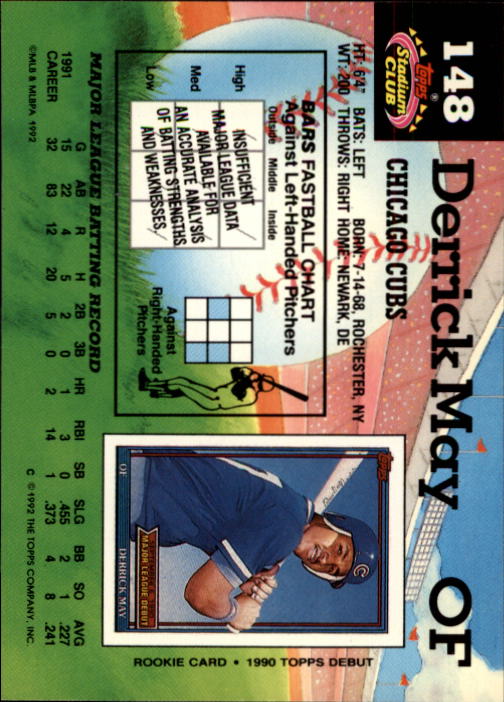 148 Derrick May OF
Topps®
Stadium
CLUB
CHICAGO CUBS
HT: 6'4" BATS: LEFT BORN: 7-14-68, ROCHESTER, NY
WT: 200 THROWS: RIGHT HOME: NEWARK, DE
BARS FASTBALL CHART
Against Left-Handed Pitchers
Outside Middle Inside
High
Med
Low
INSUFFICIENT
MAJOR LEAGUE DATA
AVAILABLE FOR
AN ACCURATE ANALYSIS
OF BATTING STRENGTHS
AND WEAKNESSES.
Against
Right-Handed
Pitchers
Topps
MAJOR LEAGUE DEBUT
OF DERRICK MAY
ROOKIE CARD • 1990 TOPPS DEBUT
MAJOR LEAGUE BATTING RECORD
G AB R H 2B 3B HR RBI SB SLG BB SO AVG
1991 15 22 4 5 2 0 1 3 0 .455 2 1 .227
CAREER 32 83 12 20 5 0 2 14 1 .373 4 8 .241
©MLB & MLBPA 1992
C © 1992 THE TOPPS COMPANY, INC.